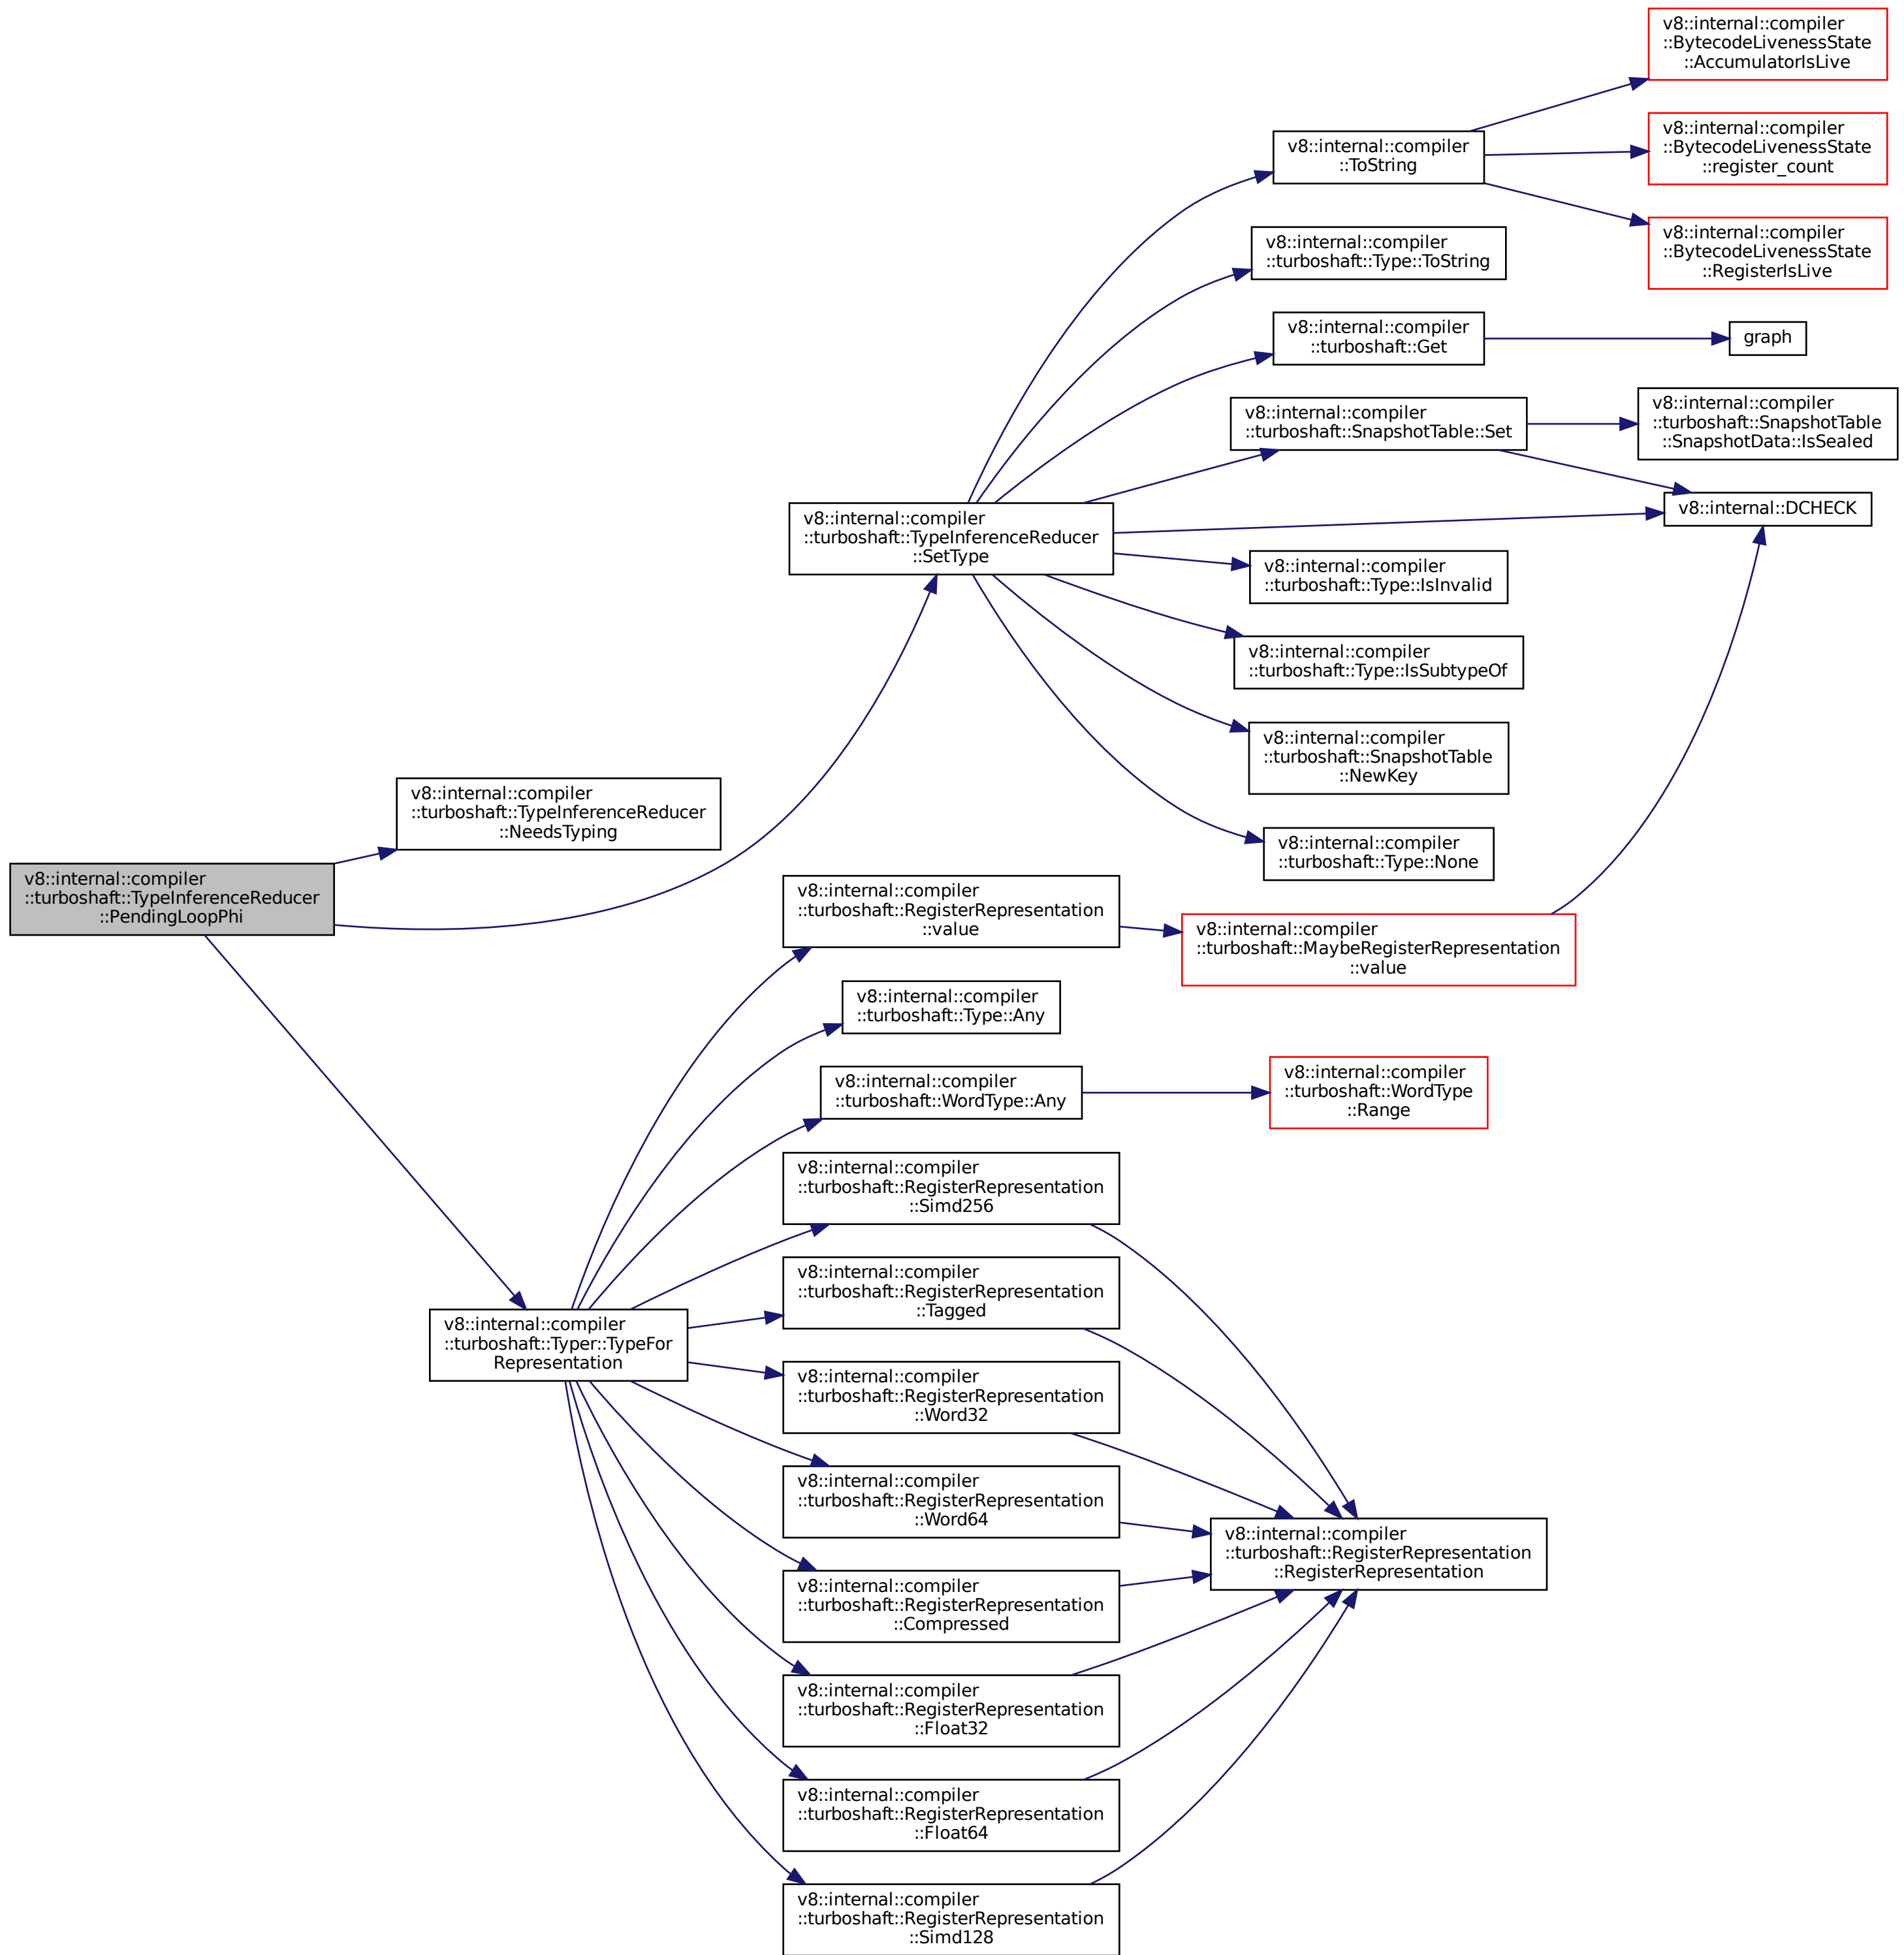 v8::internal::compiler
::BytecodeLivenessState
::AccumulatorIsLive
v8::internal::compiler
::BytecodeLivenessState
::register_count
v8::internal::compiler
::ToString
v8::internal::compiler
::BytecodeLivenessState
::RegisterIsLive
v8::internal::compiler
::turboshaft::Type::ToString
v8::internal::compiler
::turboshaft::Get
graph
v8::internal::compiler
::turboshaft::SnapshotTable::Set
v8::internal::compiler
::turboshaft::SnapshotTable
::SnapshotData::IsSealed
v8::internal::DCHECK
v8::internal::compiler
::turboshaft::TypeInferenceReducer
::SetType
v8::internal::compiler
::turboshaft::Type::IsInvalid
v8::internal::compiler
::turboshaft::Type::IsSubtypeOf
v8::internal::compiler
::turboshaft::SnapshotTable
::NewKey
v8::internal::compiler
::turboshaft::Type::None
v8::internal::compiler
::turboshaft::TypeInferenceReducer
::NeedsTyping
v8::internal::compiler
::turboshaft::TypeInferenceReducer
::PendingLoopPhi
v8::internal::compiler
::turboshaft::RegisterRepresentation
::value
v8::internal::compiler
::turboshaft::MaybeRegisterRepresentation
::value
v8::internal::compiler
::turboshaft::Type::Any
v8::internal::compiler
::turboshaft::WordType::Any
v8::internal::compiler
::turboshaft::WordType
::Range
v8::internal::compiler
::turboshaft::RegisterRepresentation
::Simd256
v8::internal::compiler
::turboshaft::RegisterRepresentation
::Tagged
v8::internal::compiler
::turboshaft::Typer::TypeFor
Representation
v8::internal::compiler
::turboshaft::RegisterRepresentation
::Word32
v8::internal::compiler
::turboshaft::RegisterRepresentation
::Word64
v8::internal::compiler
::turboshaft::RegisterRepresentation
::RegisterRepresentation
v8::internal::compiler
::turboshaft::RegisterRepresentation
::Compressed
v8::internal::compiler
::turboshaft::RegisterRepresentation
::Float32
v8::internal::compiler
::turboshaft::RegisterRepresentation
::Float64
v8::internal::compiler
::turboshaft::RegisterRepresentation
::Simd128